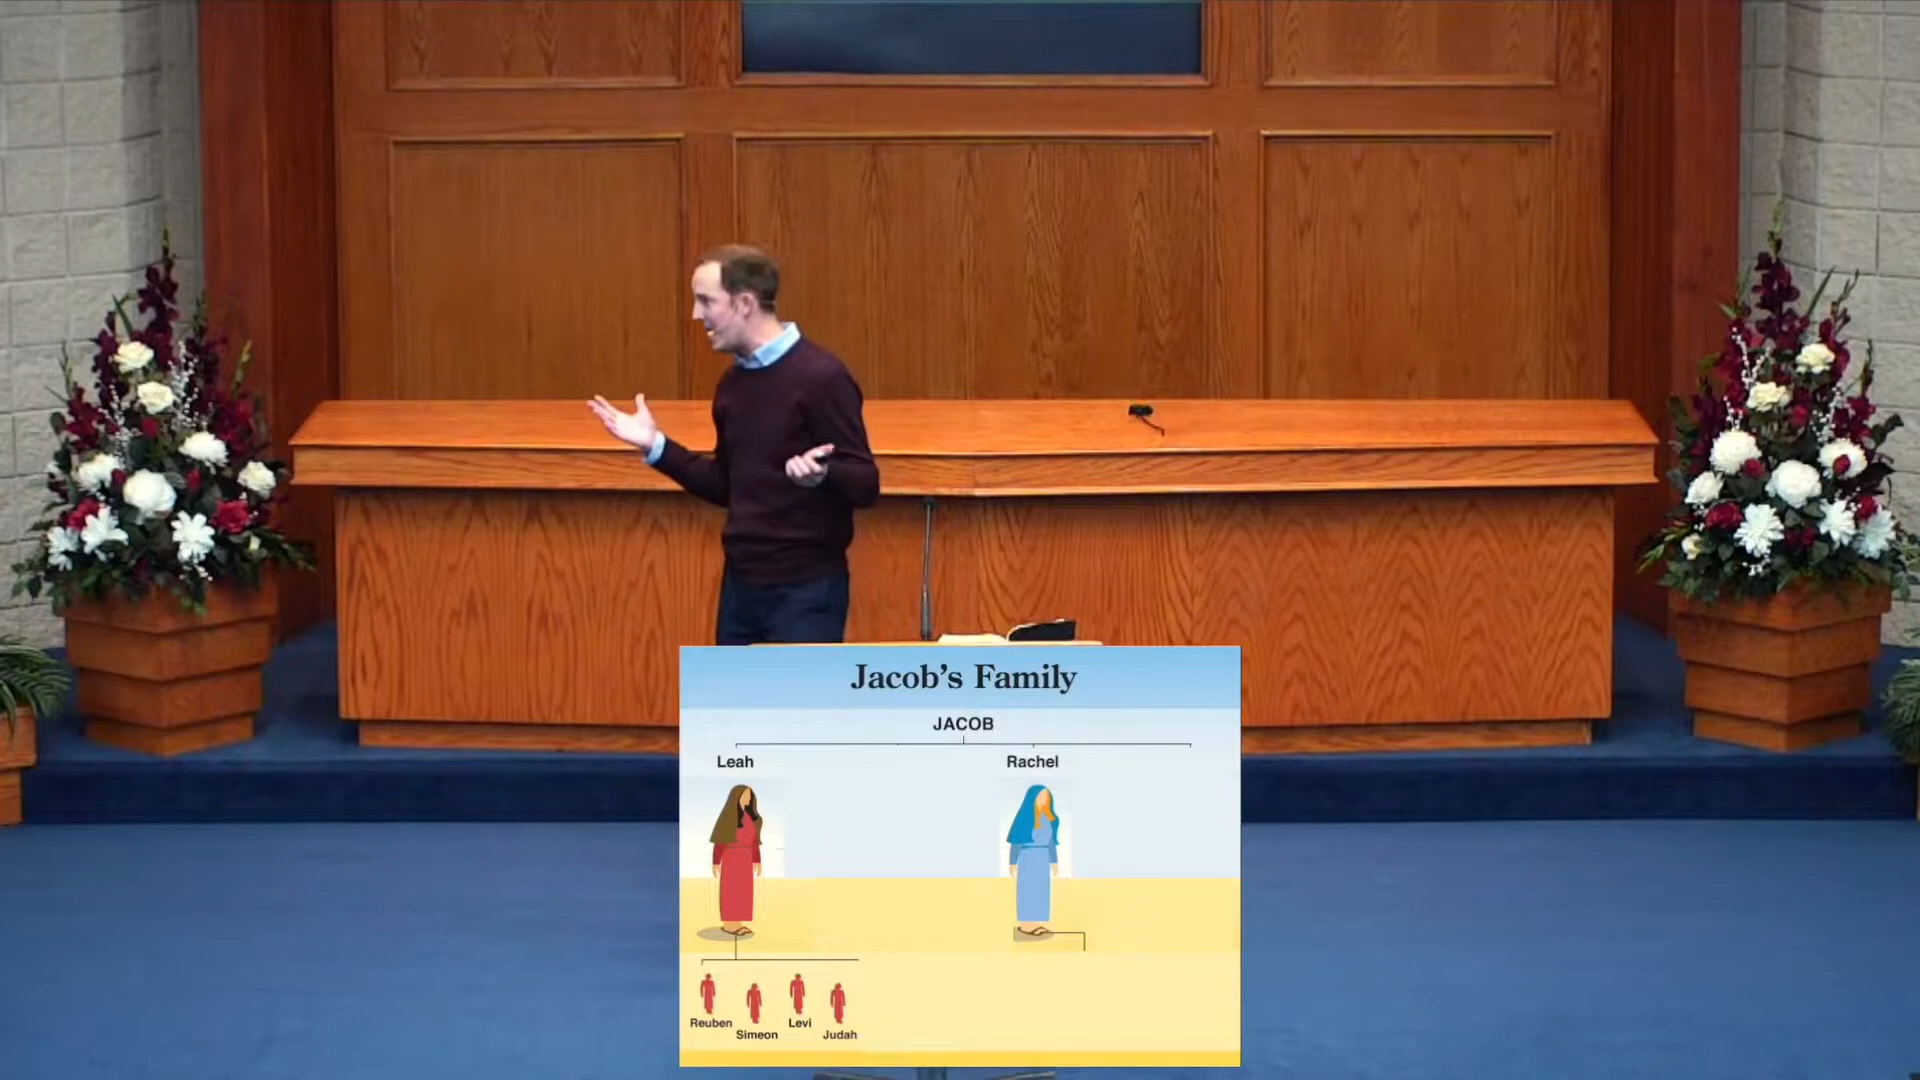 Jacob's Family
JACOB
Leah
Rachel
Reuben
Simeon
Levi
Judah